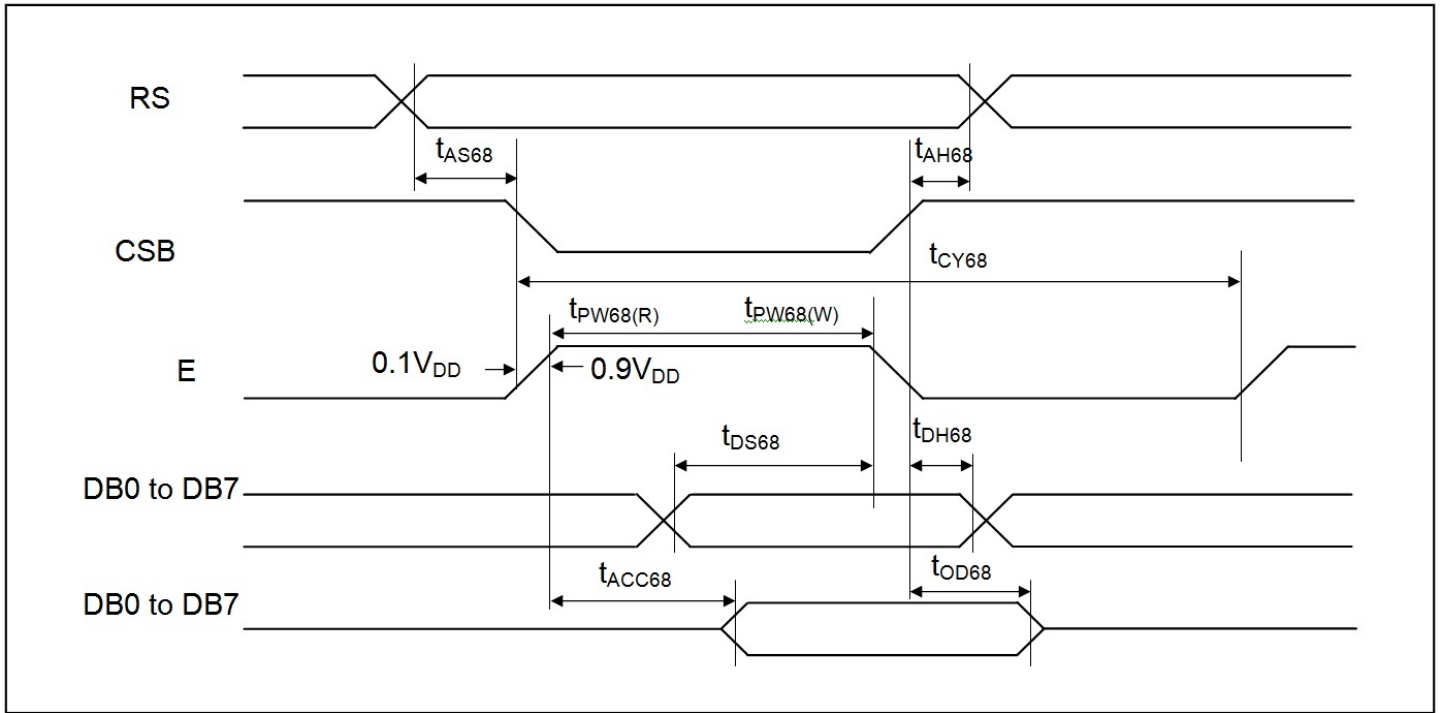 RS
tAS68
tAH68
CSB
tCY68
tPW68(R)
tPW68(W)
E
0.1VDD
0.9VDD
tDS68
tDH68
DB0 to DB7
tACC68
tOD68
DB0 to DB7